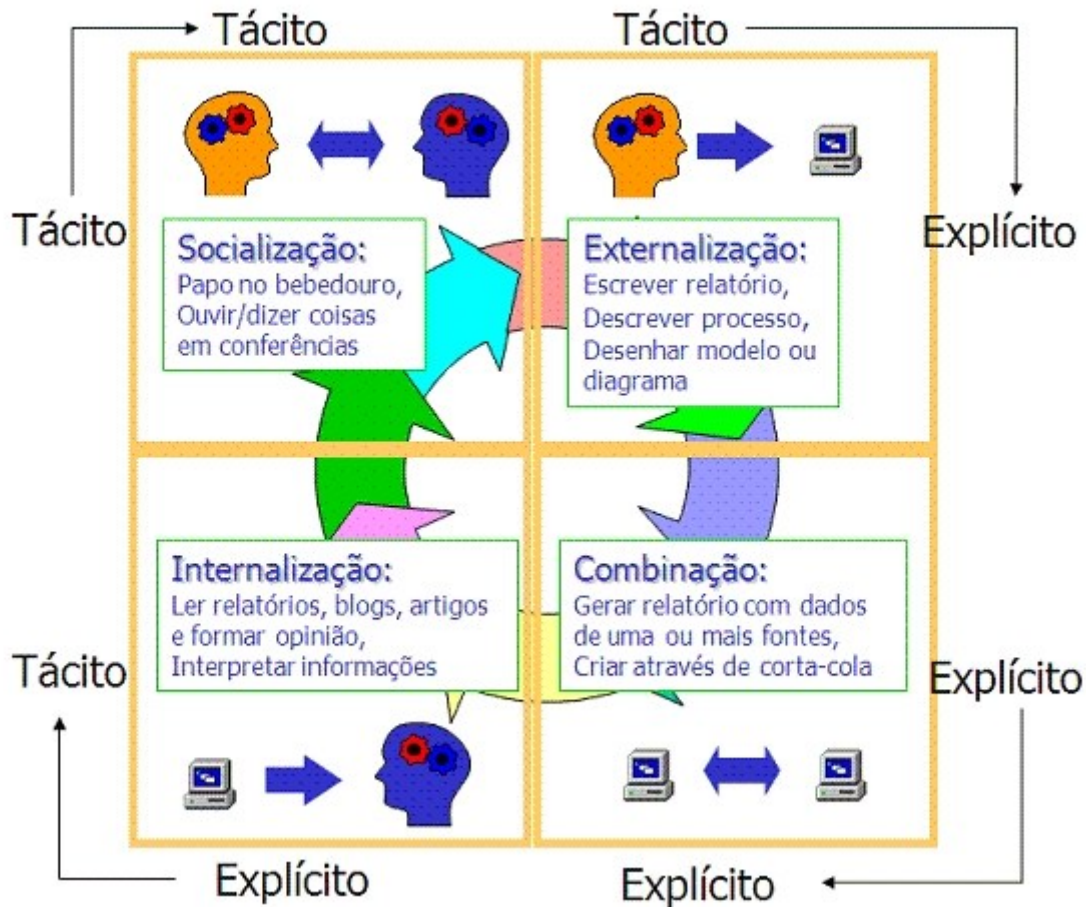 Tácito
Tácito
Tácito
Explícito
Socialização:
Papo no bebedouro,
Ouvir/dizer coisas
em conferências
Externalização:
Escrever relatório,
Descrever processo,
Desenhar modelo ou
diagrama
Internalização:
Ler relatórios, blogs, artigos
e formar opinião,
Interpretar informações
Combinação:
Gerar relatório com dados
de uma ou mais fontes,
Criar através de corta-cola
Tácito
Explícito
Explícito
Explícito